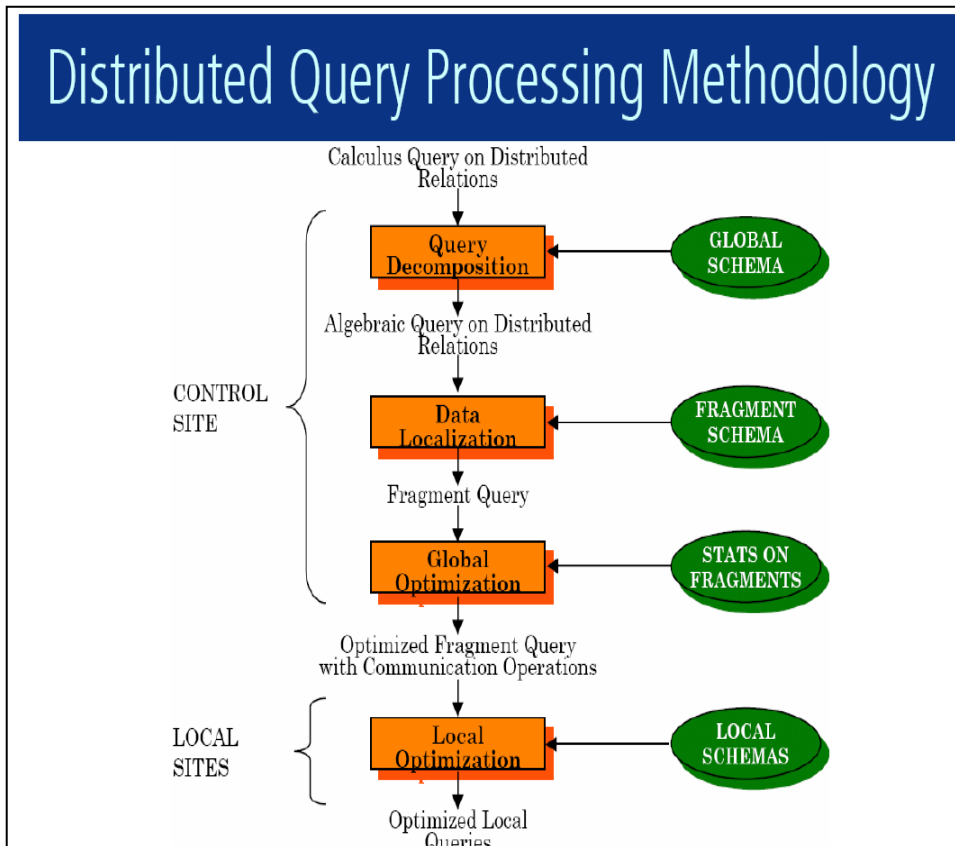 Distributed Query Processing Methodology
Calculus Query on Distributed
Relations
Query
Decomposition
GLOBAL
SCHEMA
Algebraic Query on Distributed
Relations
CONTROL
SITE
Data
Localization
FRAGMENT
SCHEMA
Fragment Query
Global
Optimization
STATS ON
FRAGMENTS
Optimized Fragment Query
with Communication Operations
LOCAL
SITES
Local
Optimization
LOCAL
SCHEMAS
Optimized Local
Queries